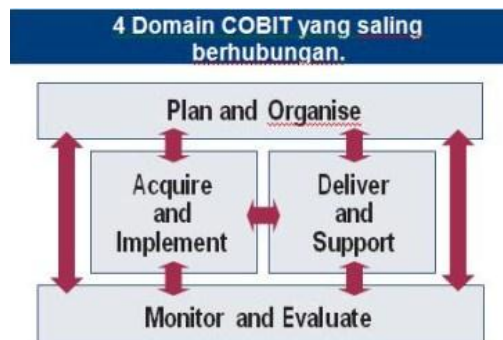 4 Domain COBIT yang saling
berhubungan.
Plan and Organise
Acquire
and
Implement
Deliver
and
Support
Monitor and Evaluate